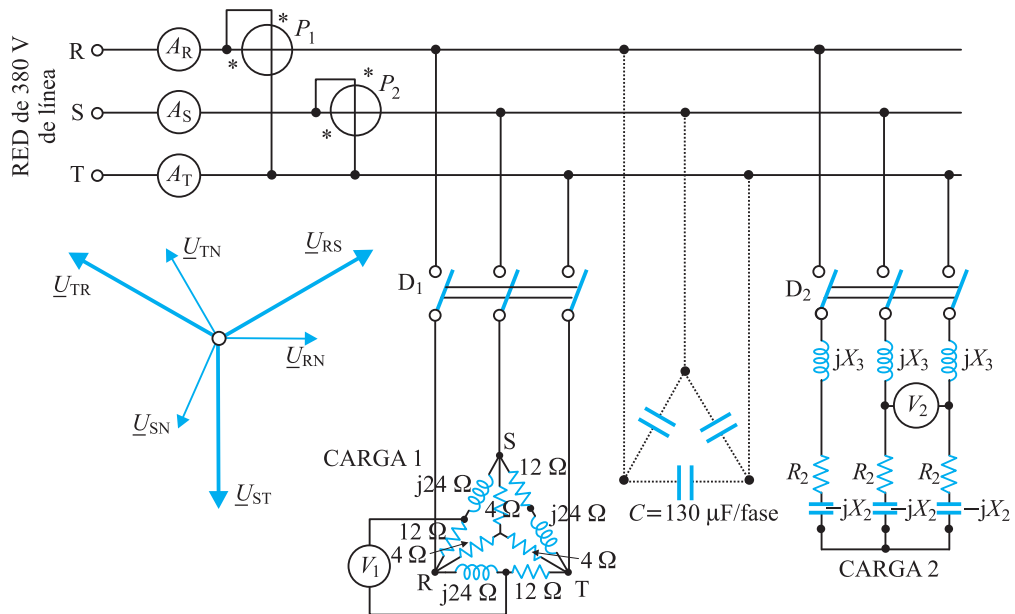 RED de 380 V
de línea
R
A_R
*
*
P_1
S
A_S
*
*
P_2
T
A_T
U_TN
U_RS
U_TR
U_RN
U_SN
U_ST
D_1
D_2
jX_3
jX_3
jX_3
V_2
R_2
R_2
R_2
-jX_2
-jX_2
-jX_2
CARGA 2
CARGA 1
S
12 Ω
j24 Ω
4 Ω
j24 Ω
12 Ω
4 Ω
4 Ω
V_1
R
T
j24 Ω
12 Ω
C=130 μF/fase